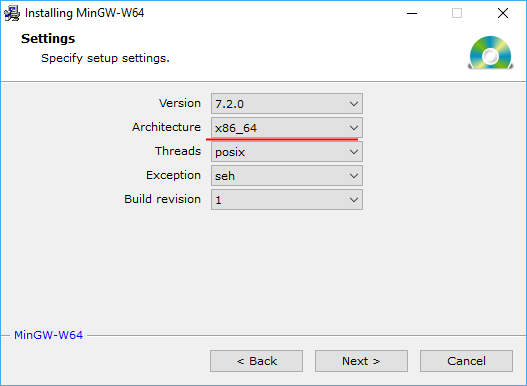 Installing MinGW-W64
Settings
Specify setup settings.
Version 7.2.0
Architecture x86_64
Threads posix
Exception seh
Build revision 1
MinGW-W64
< Back Next > Cancel